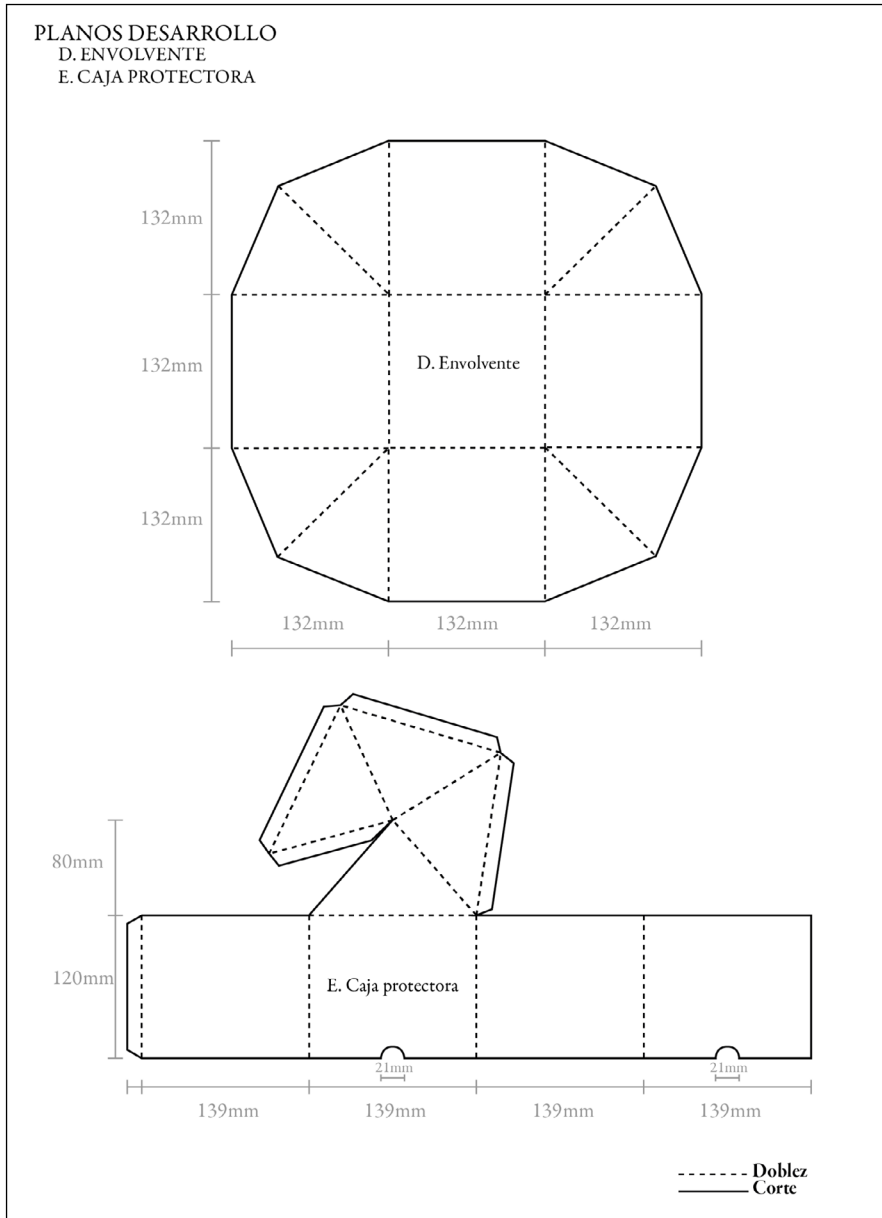 PLANOS DESARROLLO
D. ENVOLVENTE
E. CAJA PROTECTORA
132mm
132mm
D. Envolvente
132mm
132mm
132mm
132mm
80mm
120mm
E. Caja protectora
21mm
21mm
139mm
139mm
139mm
139mm
Doblez
Corte